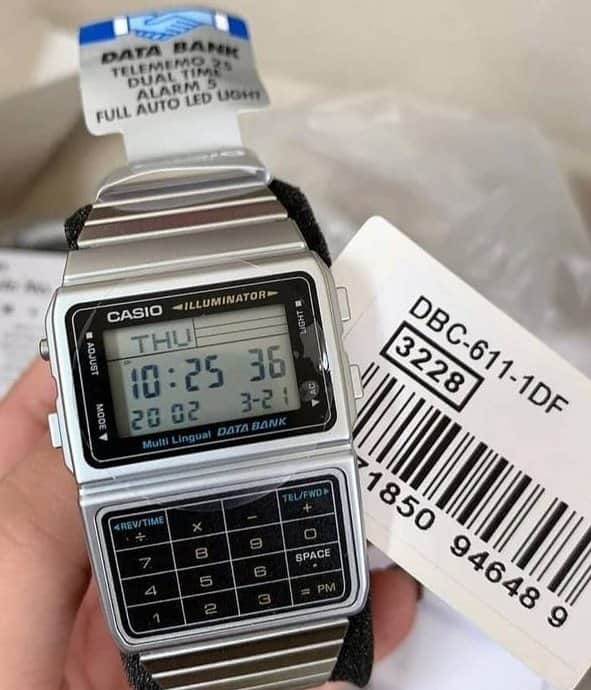 DATA BANK
TELEMEMO 25
DUAL TIME
ALARM 5
FULL AUTO LED LIGHT
CASIO ILLUMINATOR
LIGHT
ADJUST
THU
10:25 36
2002 3-21
MODE
AC
Multi Lingual DATA BANK
REV/TIME
÷ × − TEL/FWD +
7 8 9 0
4 5 6 SPACE .
1 2 3 = PM
DBC-611-1DF
3228
1850 94648 9